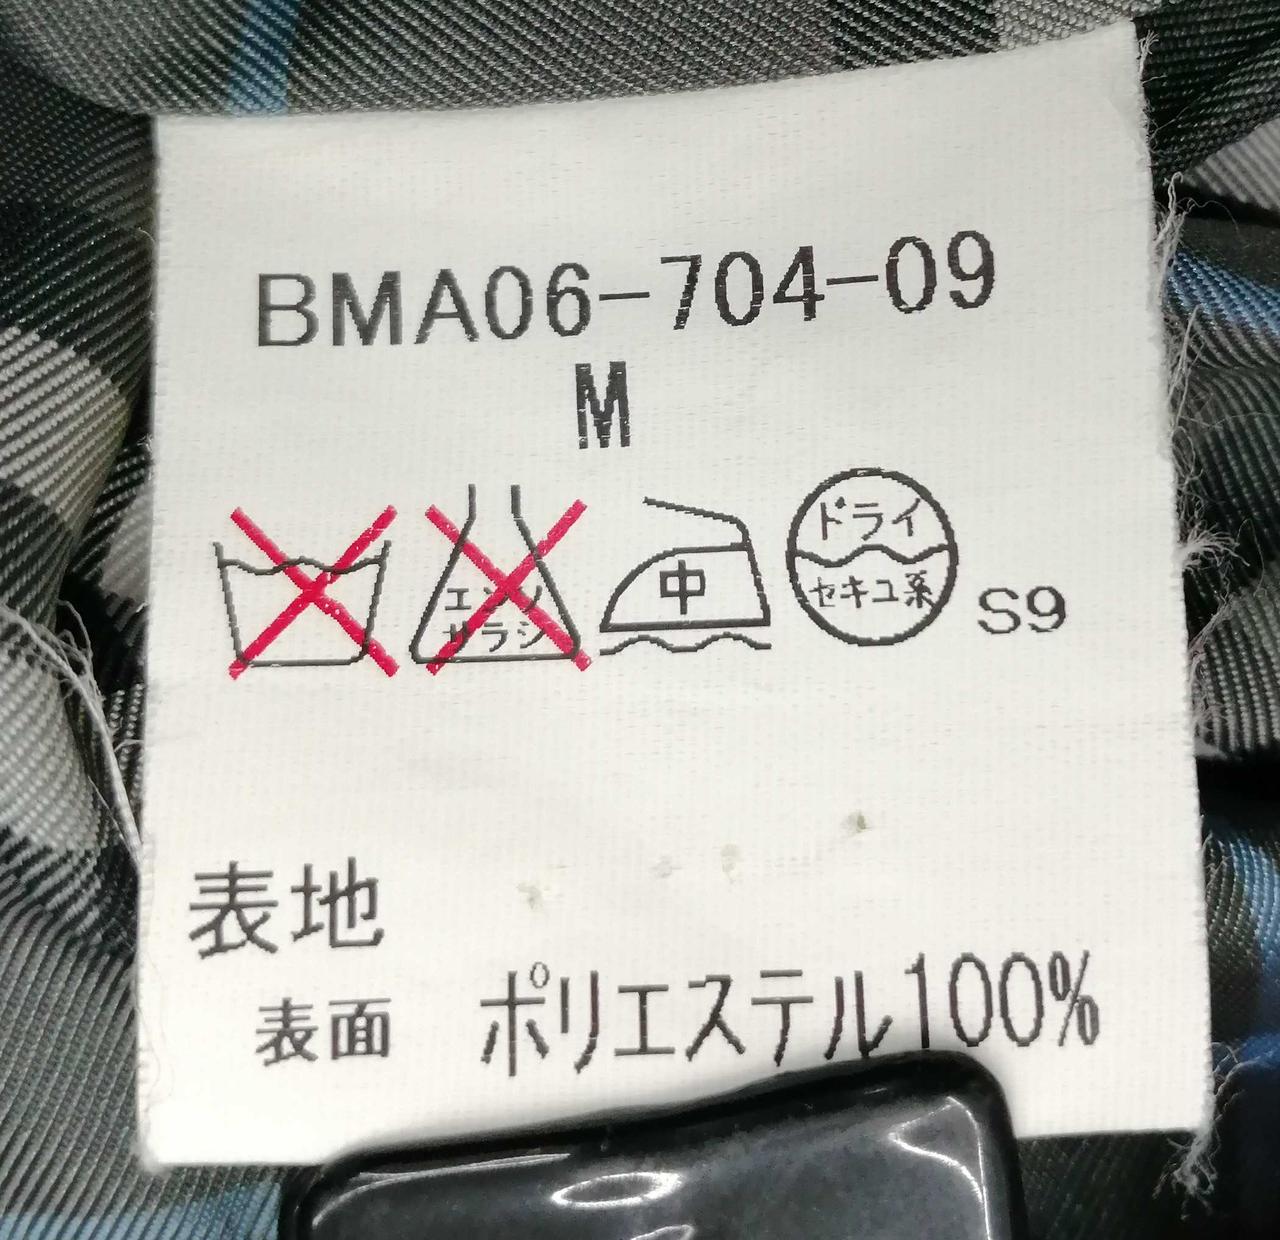 BMA06-704-09
M
エンソ
サラシ
中
ドライ
セキユ系
S9
表地
表面 ポリエステル100%